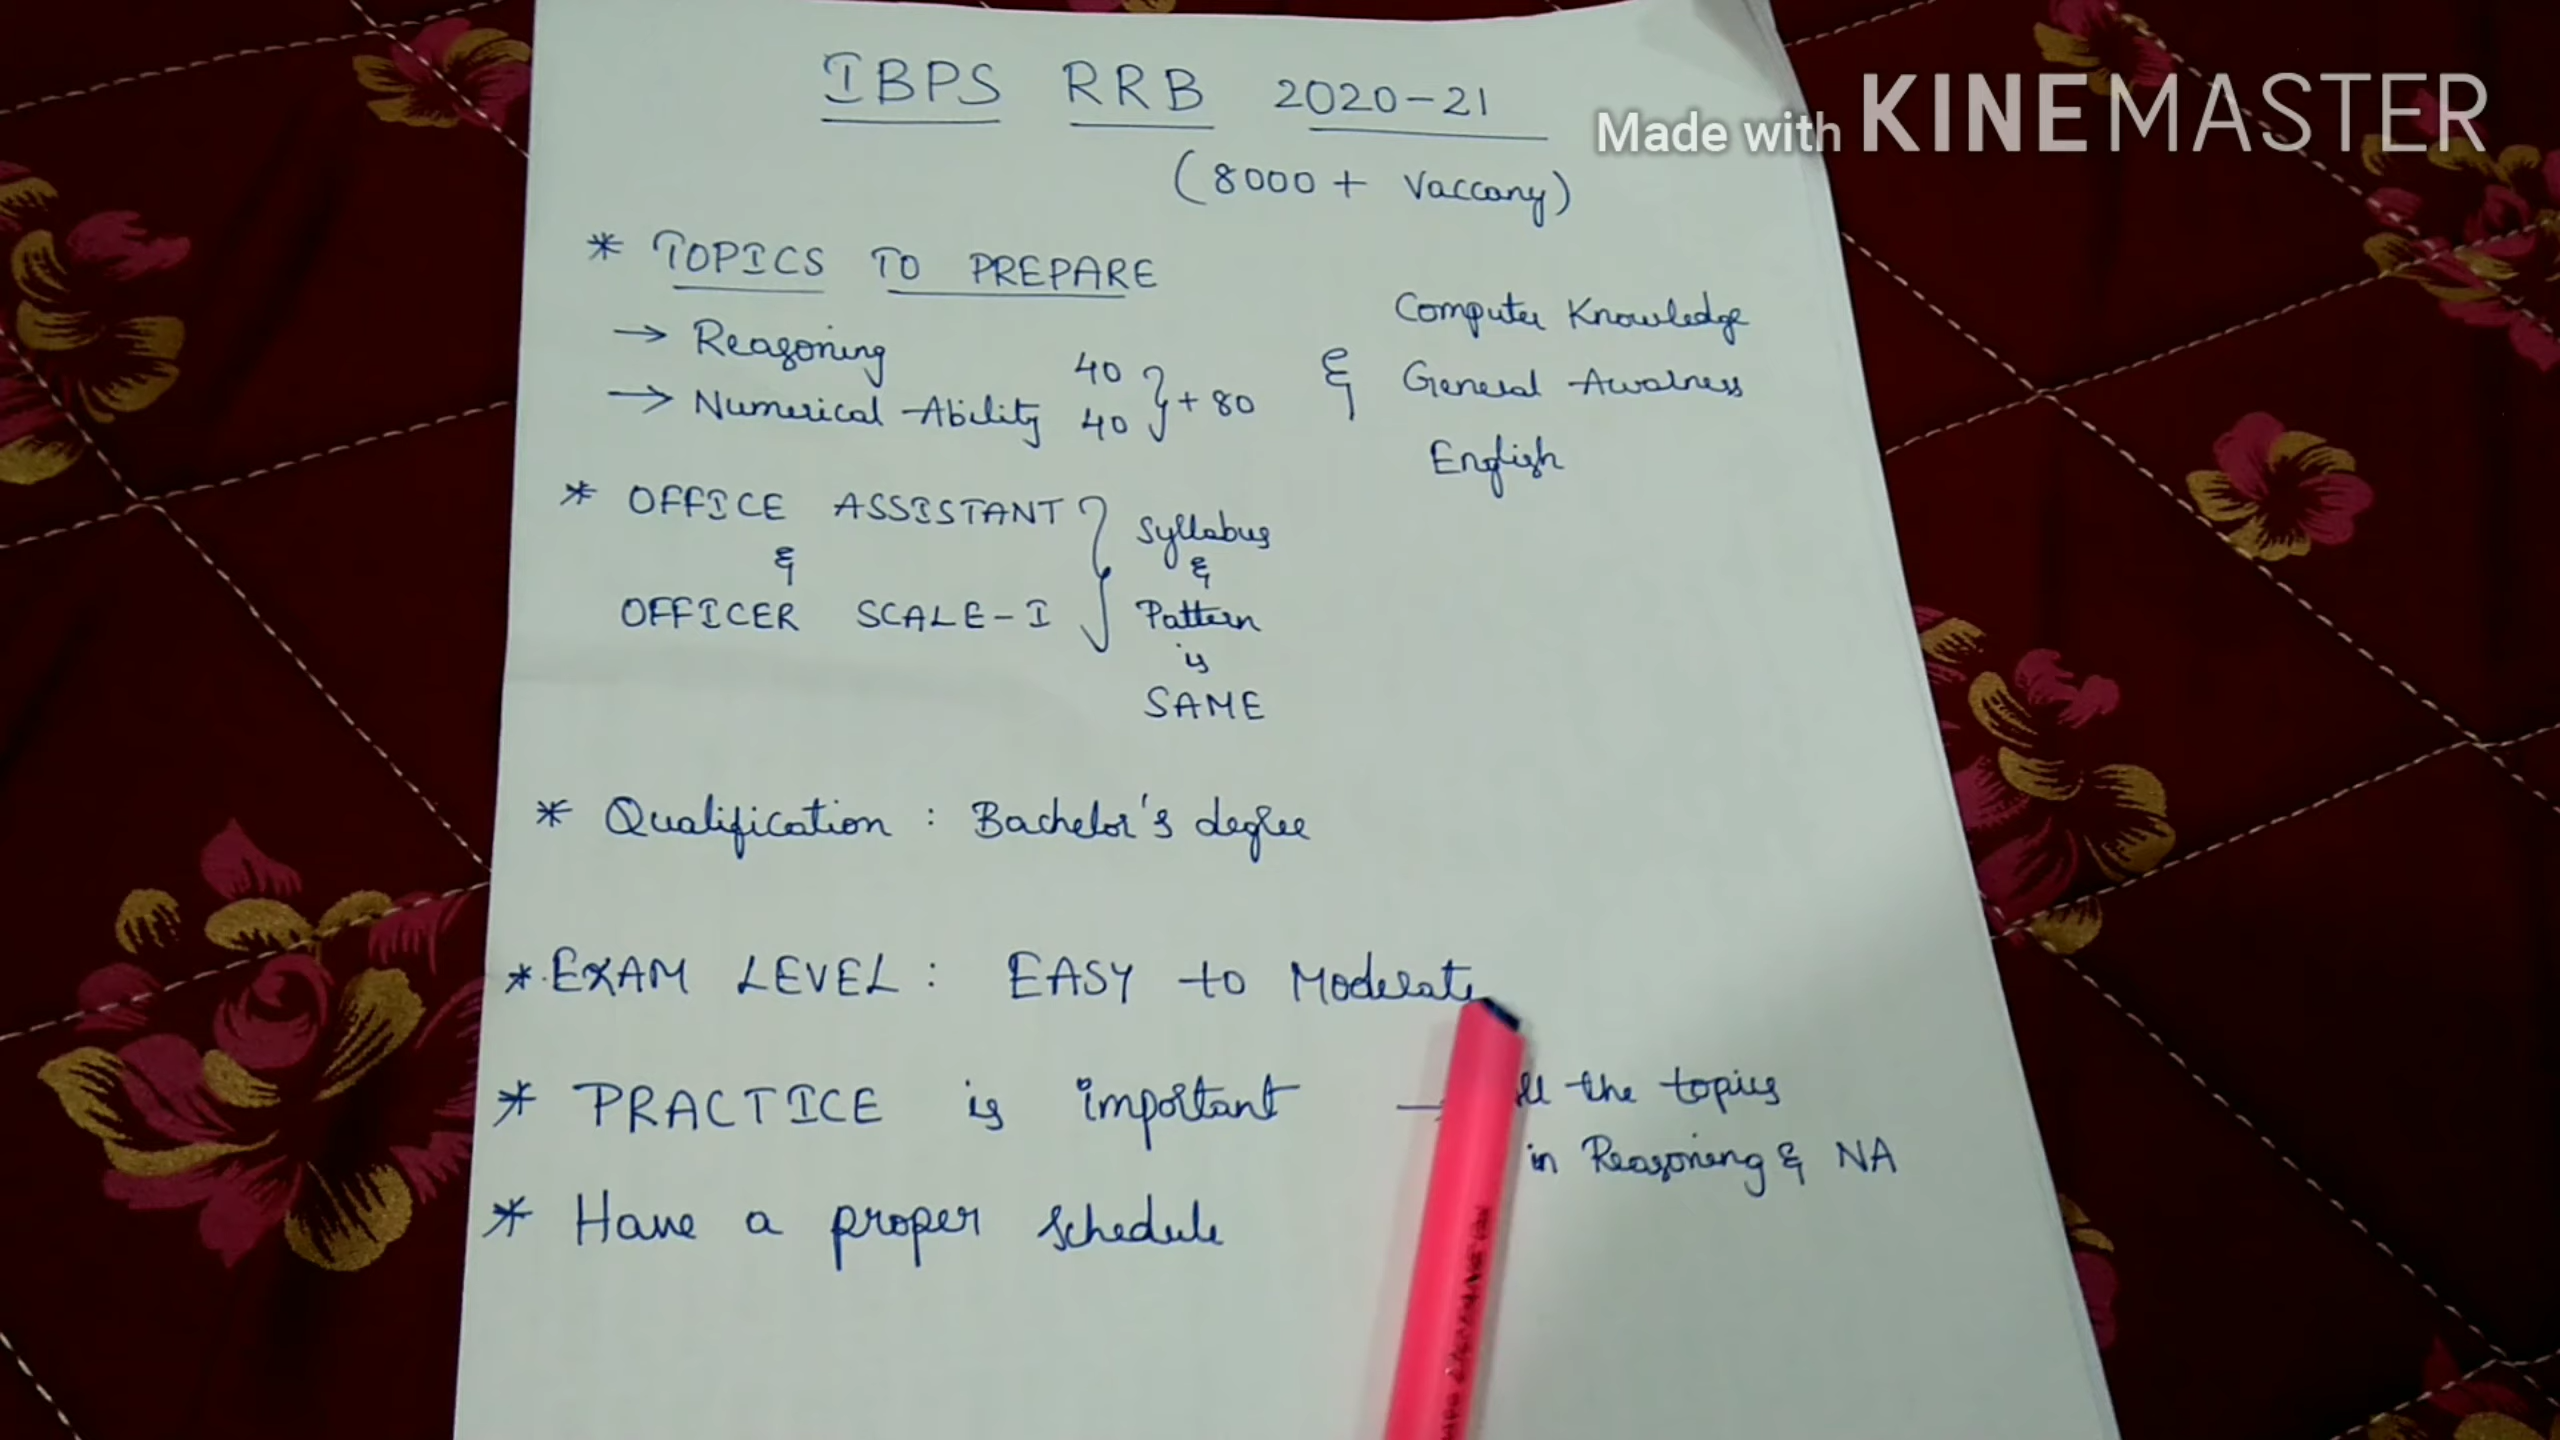 IBPS RRB 2020-21
Made with KINEMASTER
(8000+ Vaccany)
* TOPICS TO PREPARE
→ Reasoning 40
→ Numerical Ability 40 } + 80
& Computer Knowledge
General Awarness
English
* OFFICE ASSISTANT
&
OFFICER SCALE-I
} Syllabus
&
Pattern
is
SAME
* Qualification : Bachelor's degree
* EXAM LEVEL : EASY to Moderate
* PRACTICE is important → the topics
in Reasoning & NA
* Have a proper schedule